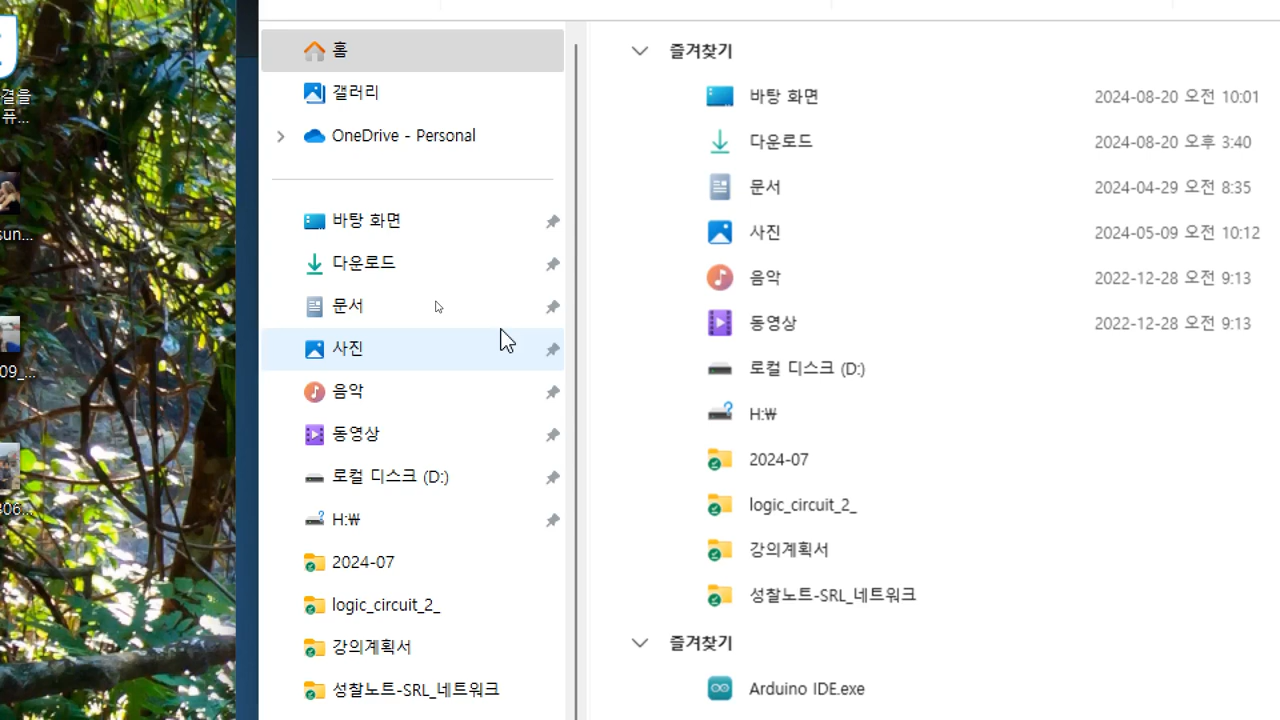 결을
퓨...
sun...
09_...
306...
홈
갤러리
OneDrive - Personal
바탕 화면
다운로드
문서
사진
음악
동영상
로컬 디스크 (D:)
H:₩
2024-07
logic_circuit_2_
강의계획서
성찰노트-SRL_네트워크
즐겨찾기
바탕 화면 2024-08-20 오전 10:01
다운로드 2024-08-20 오후 3:40
문서 2024-04-29 오전 8:35
사진 2024-05-09 오전 10:12
음악 2022-12-28 오전 9:13
동영상 2022-12-28 오전 9:13
로컬 디스크 (D:)
H:₩
2024-07
logic_circuit_2_
강의계획서
성찰노트-SRL_네트워크
즐겨찾기
Arduino IDE.exe